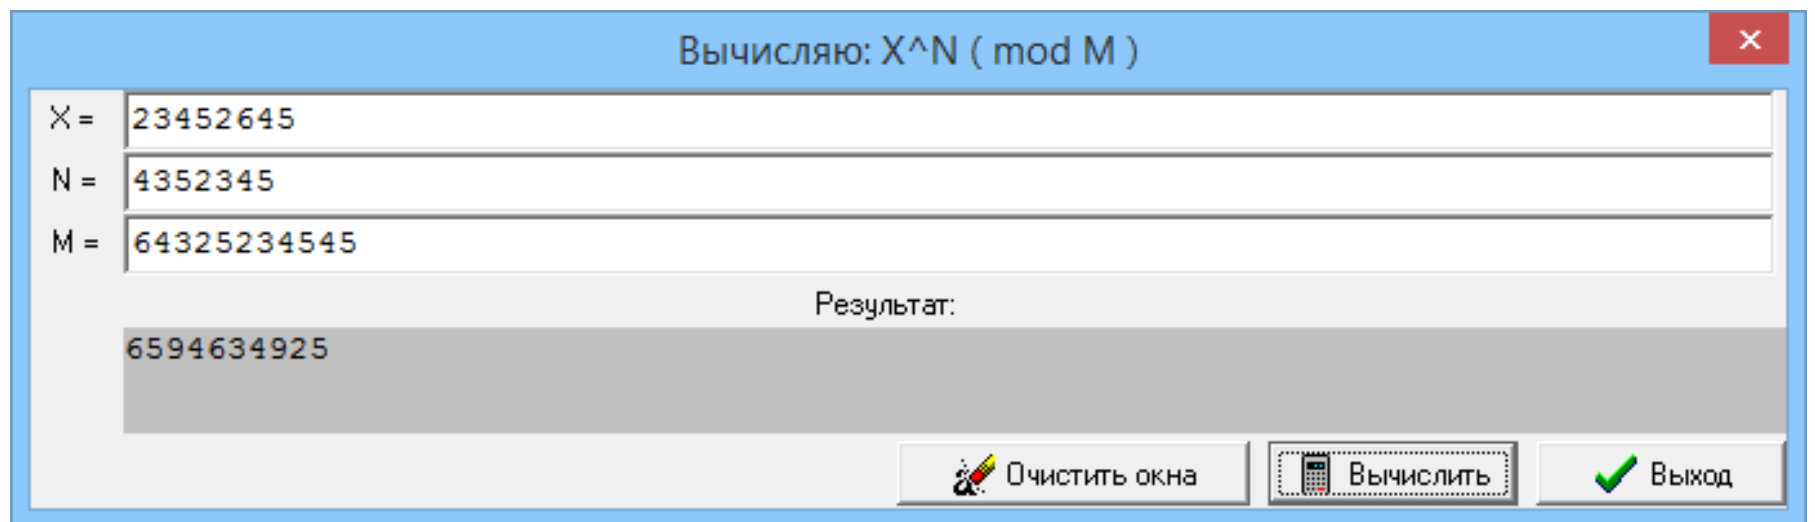 Вычисляю: X^N ( mod M )
X = 23452645
N = 4352345
M = 64325234545
Результат:
6594634925
Очистить окна Вычислить Выход